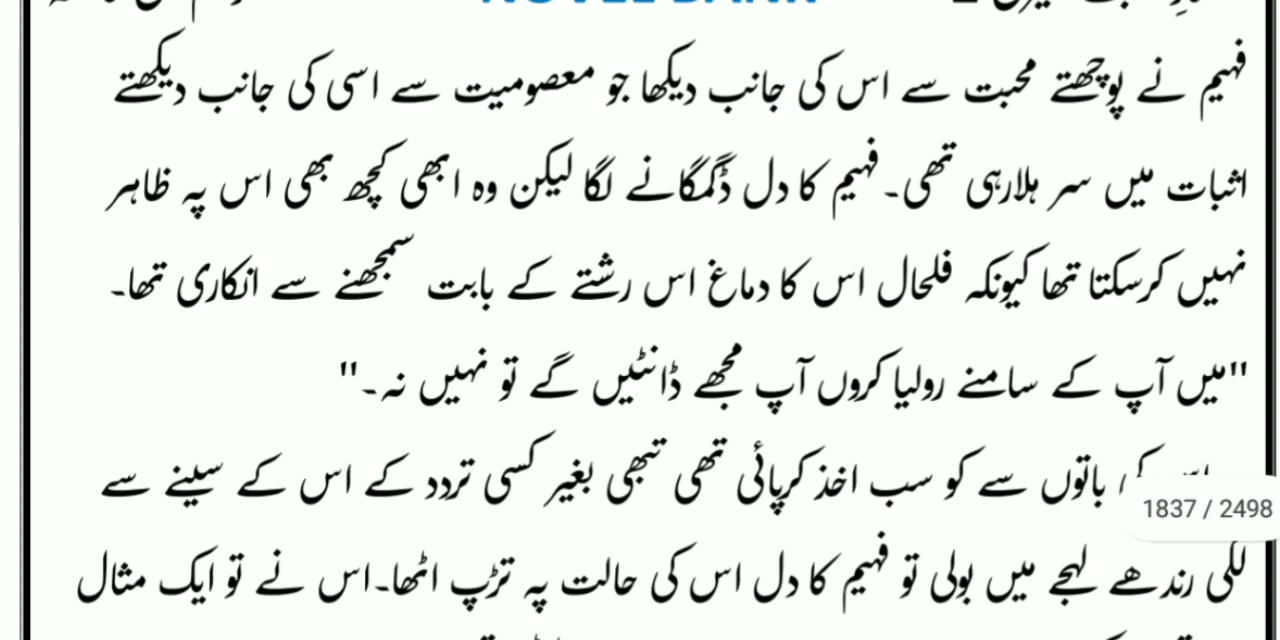 NOVEL BANK
فہیم نے پوچھتے محبت سے اس کی جانب دیکھا جو معصومیت سے اسی کی جانب دیکھتے
اثبات میں سر ہلارہی تھی۔فہیم کا دل ڈگمگانے لگا لیکن وہ ابھی کچھ بھی اس پہ ظاہر
نہیں کرسکتا تھا کیونکہ فلحال اس کا دماغ اس رشتے کے بابت سمجھنے سے انکاری تھا۔
"میں آپ کے سامنے رولیا کروں آپ مجھے ڈانٹیں گے تو نہیں نہ۔"
باتوں سے کو سب اخذ کرپائی تھی تبھی بغیر کسی تردد کے اس کے سینے سے
1837 / 2498
لگی رندھے لہجے میں بولی تو فہیم کا دل اس کی حالت پہ تڑپ اٹھا۔اس نے تو ایک مثال